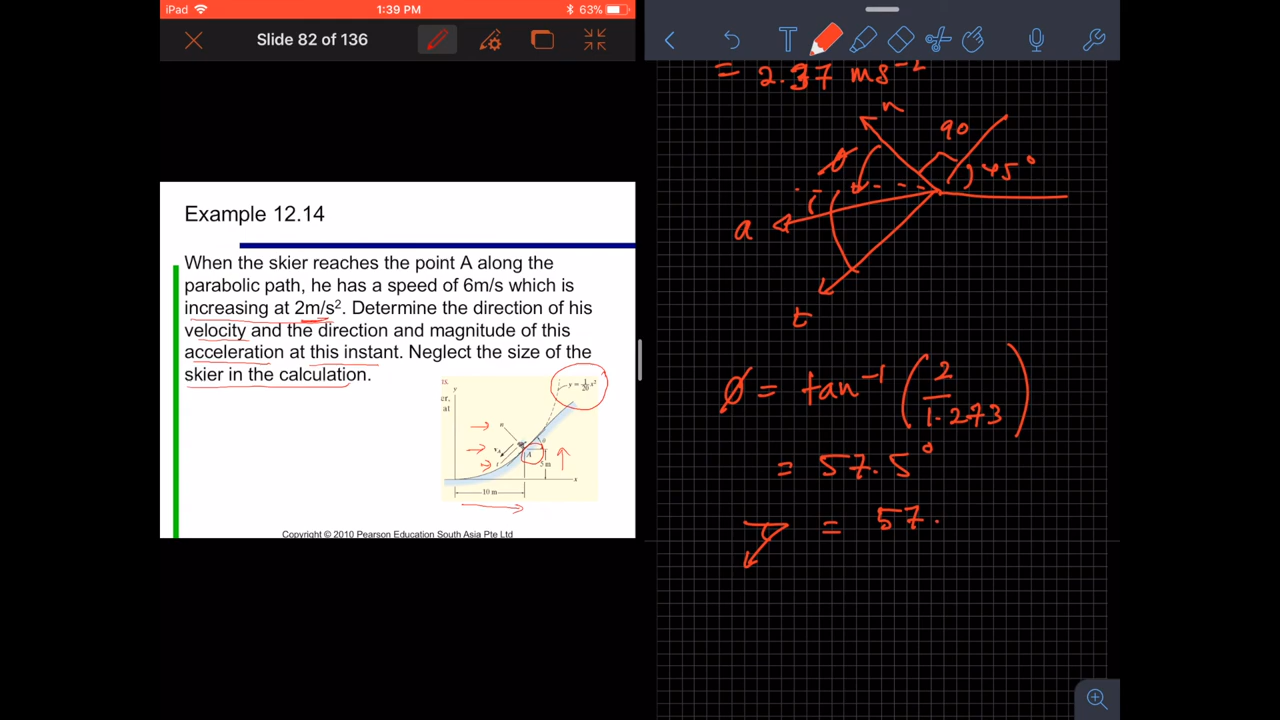 iPad 1:39 PM 63%
Slide 82 of 136
Example 12.14
When the skier reaches the point A along the
parabolic path, he has a speed of 6m/s which is
increasing at 2m/s². Determine the direction of his
velocity and the direction and magnitude of this
acceleration at this instant. Neglect the size of the
skier in the calculation.
ts.
er,
at
y
y = 1/20 x²
n
θ
A
t
5 m
x
10 m
Copyright © 2010 Pearson Education South Asia Pte Ltd
T
= 2.37 ms⁻²
n
90
45°
a
t
ϕ = tan⁻¹ (2/1.273)
= 57.5°
= 57.